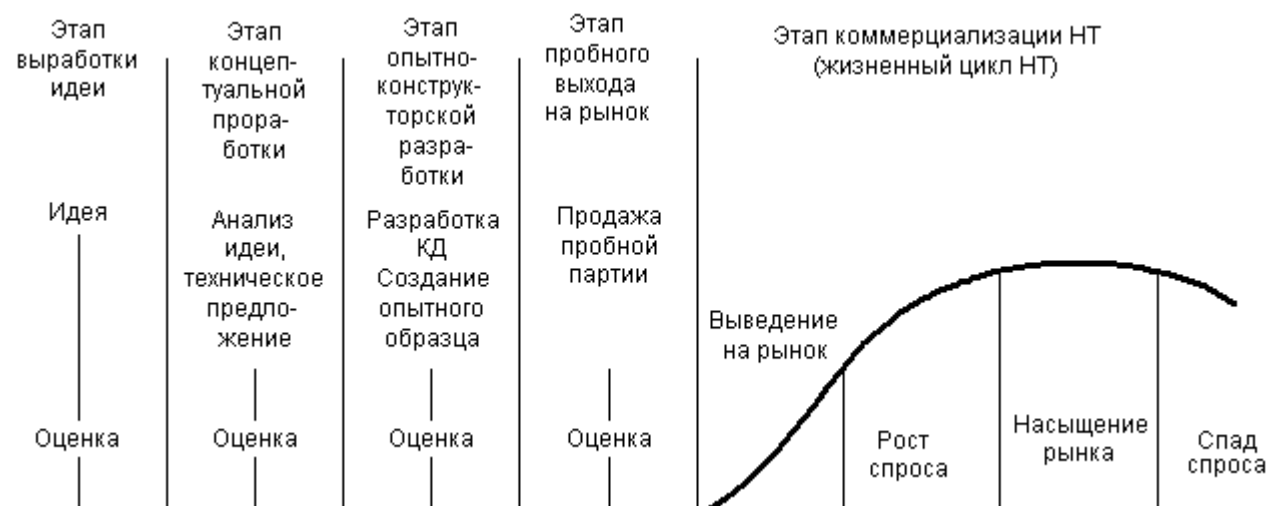 Этап
выработки
идеи
Этап
концеп-
туальной
прора-
ботки
Этап
опытно-
конструк-
торской
разра-
ботки
Этап
пробного
выхода
на рынок
Этап коммерциализации НТ
(жизненный цикл НТ)
Идея
Анализ
идеи,
техническое
предло-
жение
Разработка
КД
Создание
опытного
образца
Продажа
пробной
партии
Выведение
на рынок
Оценка
Оценка
Оценка
Оценка
Рост
спроса
Насыщение
рынка
Спад
спроса